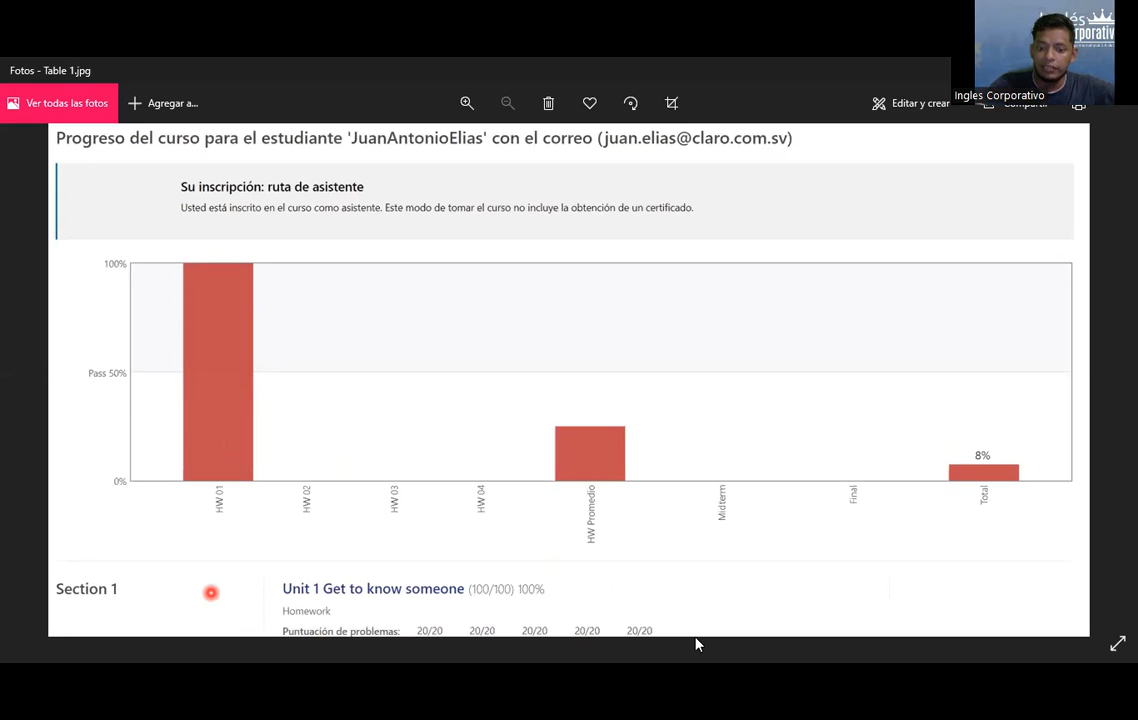 Fotos - Table 1.jpg
Ver todas las fotos
Agregar a...
Editar y crear
Ingles Corporativo
Progreso del curso para el estudiante 'JuanAntonioElias' con el correo (juan.elias@claro.com.sv)
Su inscripción: ruta de asistente
Usted está inscrito en el curso como asistente. Este modo de tomar el curso no incluye la obtención de un certificado.
100%
Pass 50%
0%
8%
HW 01
HW 02
HW 03
HW 04
HW Promedio
Midterm
Final
Total
Section 1
Unit 1 Get to know someone (100/100) 100%
Homework
Puntuación de problemas: 20/20 20/20 20/20 20/20 20/20